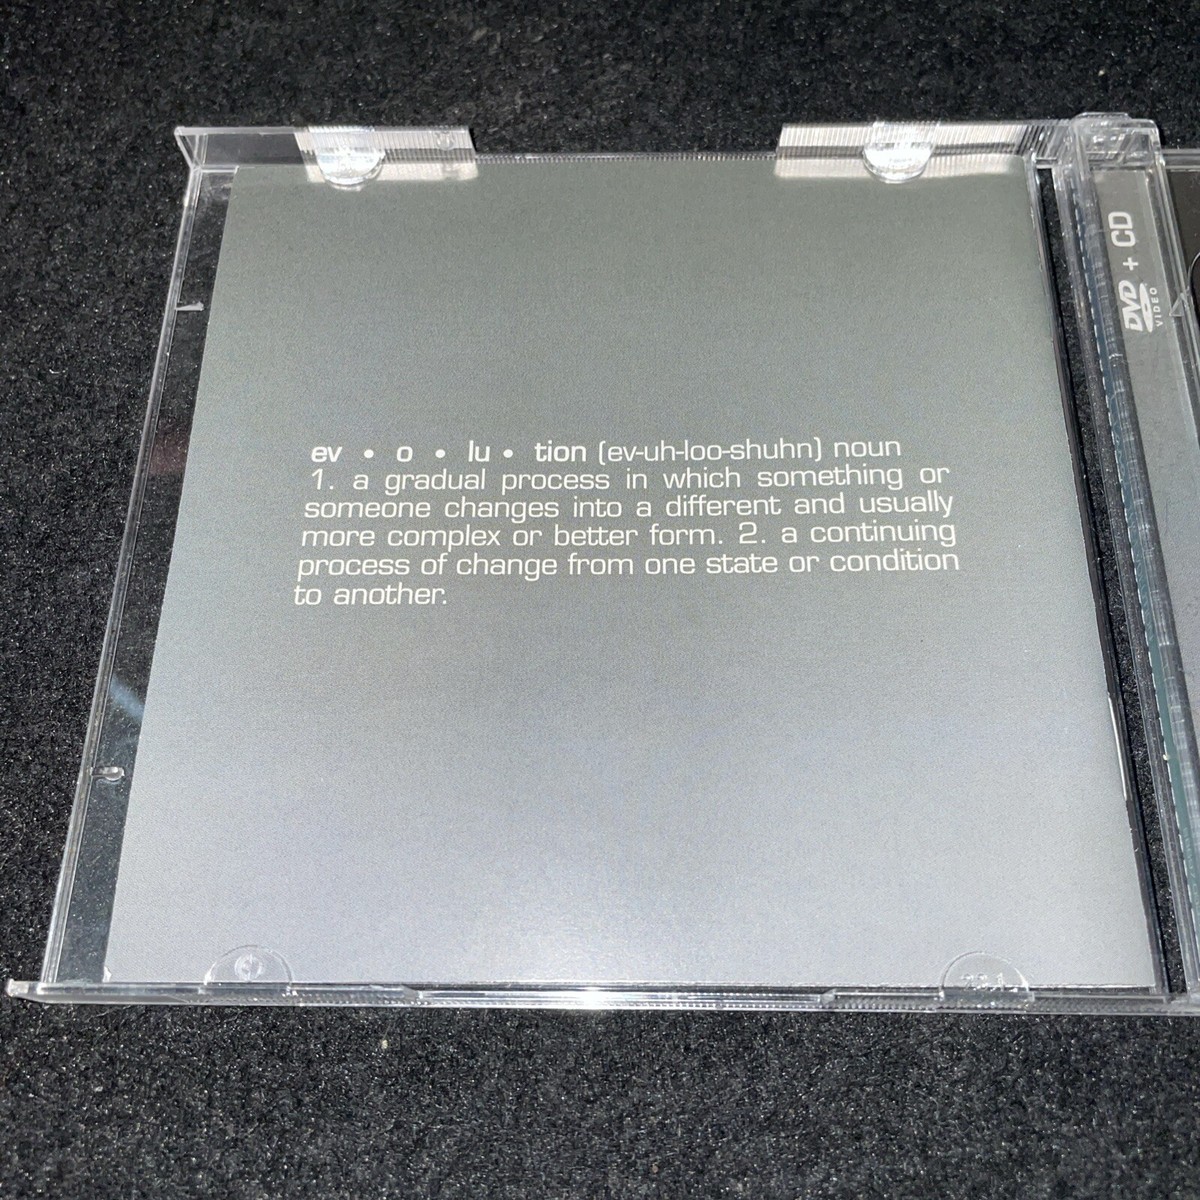 ev • o • lu • tion (ev-uh-loo-shuhn) noun
1. a gradual process in which something or
someone changes into a different and usually
more complex or better form. 2. a continuing
process of change from one state or condition
to another.
DVD + CD
VIDEO